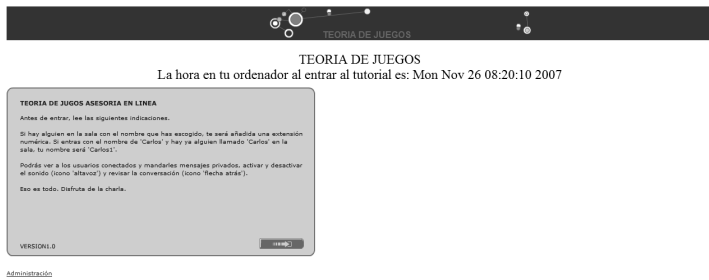 TEORIA DE JUEGOS
TEORIA DE JUEGOS
La hora en tu ordenador al entrar al tutorial es: Mon Nov 26 08:20:10 2007
TEORIA DE JUGOS ASESORIA EN LINEA
Antes de entrar, lee las siguientes indicaciones.
Si hay alguien en la sala con el nombre que has escogido, te será añadida una extensión
numérica. Si entras con el nombre de 'Carlos' y hay ya alguien llamado 'Carlos' en la
sala, tu nombre será 'Carlos1'.
Podrás ver a los usuarios conectados y mandarles mensajes privados, activar y desactivar
el sonido (icono 'altavoz') y revisar la conversación (icono 'flecha atrás').
Eso es todo. Disfruta de la charla.
VERSION1.0
Administración